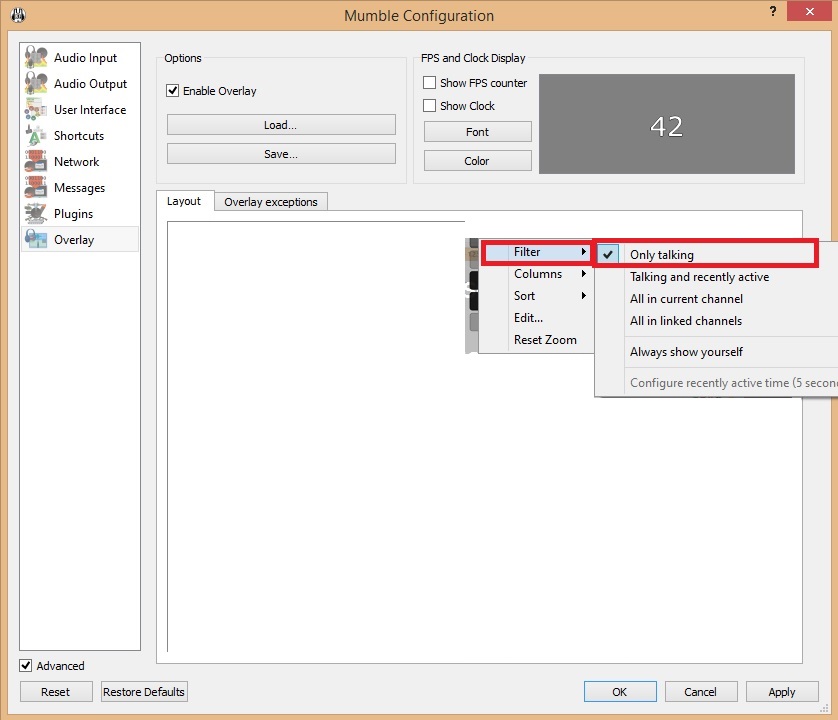 Mumble Configuration
?
Audio Input
Audio Output
User Interface
Shortcuts
Network
Messages
Plugins
Overlay
Options
Enable Overlay
Load...
Save...
FPS and Clock Display
Show FPS counter
Show Clock
Font
Color
42
Layout
Overlay exceptions
Filter
Columns
Sort
Edit...
Reset Zoom
Only talking
Talking and recently active
All in current channel
All in linked channels
Always show yourself
Configure recently active time (5 secon
Advanced
Reset
Restore Defaults
OK
Cancel
Apply